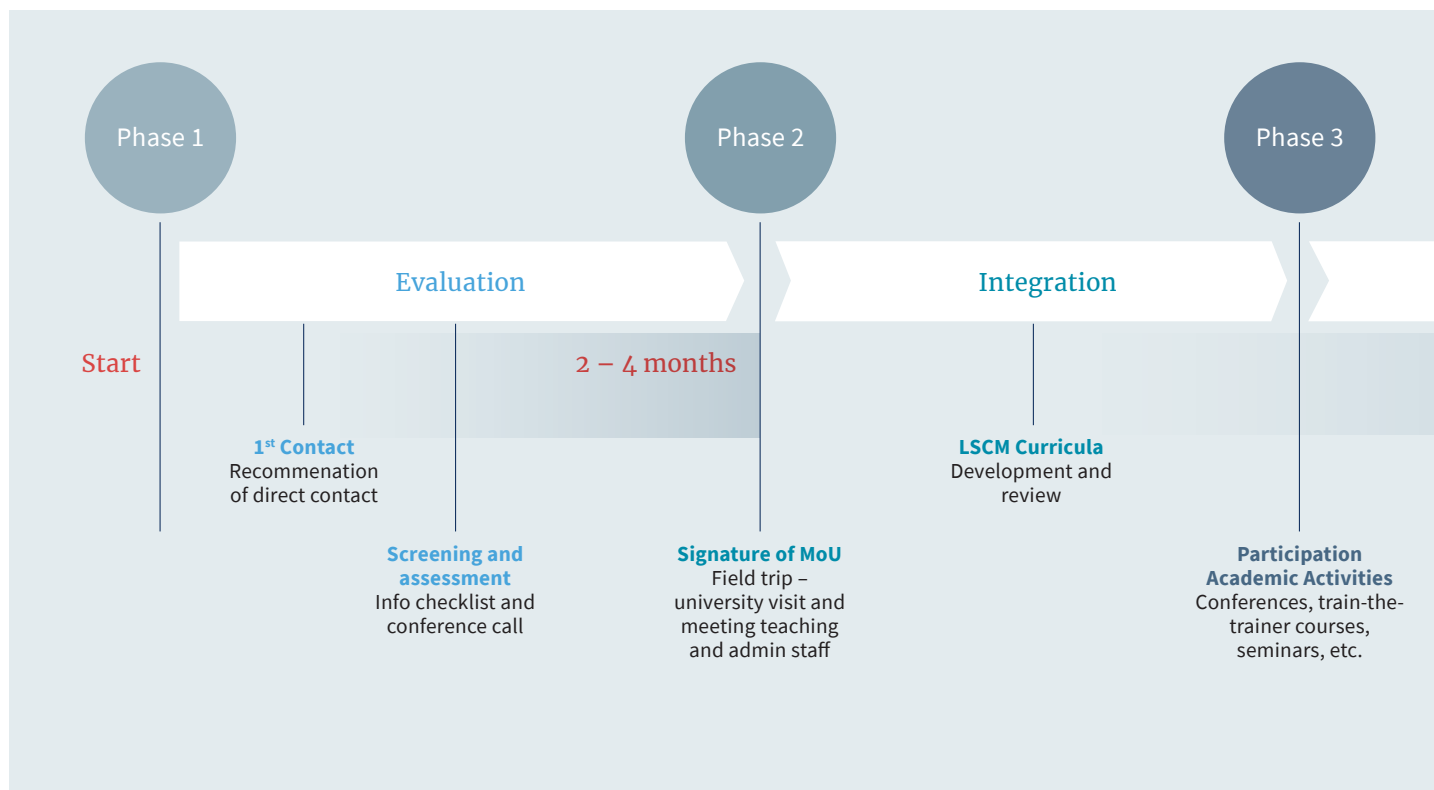 Phase 1
Phase 2
Phase 3
Evaluation
Integration
Start
2 – 4 months
1st Contact
Recommenation
of direct contact
LSCM Curricula
Development and
review
Screening and
assessment
Info checklist and
conference call
Signature of MoU
Field trip –
university visit and
meeting teaching
and admin staff
Participation
Academic Activities
Conferences, train-the-
trainer courses,
seminars, etc.